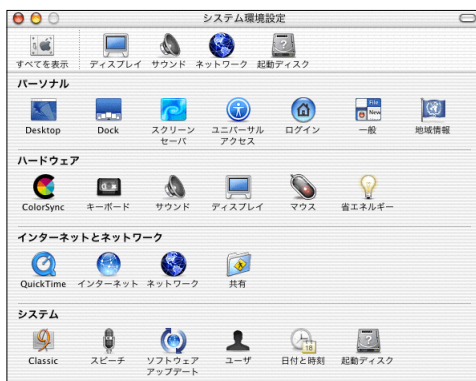 システム環境設定
すべてを表示 ディスプレイ サウンド ネットワーク 起動ディスク
パーソナル
Desktop Dock スクリーン セーバ ユニバーサル アクセス ログイン 一般 地域情報
File
New
ハードウェア
ColorSync キーボード サウンド ディスプレイ マウス 省エネルギー
インターネットとネットワーク
QuickTime インターネット ネットワーク 共有
システム
18
Classic スピーチ ソフトウェア アップデート ユーザ 日付と時刻 起動ディスク